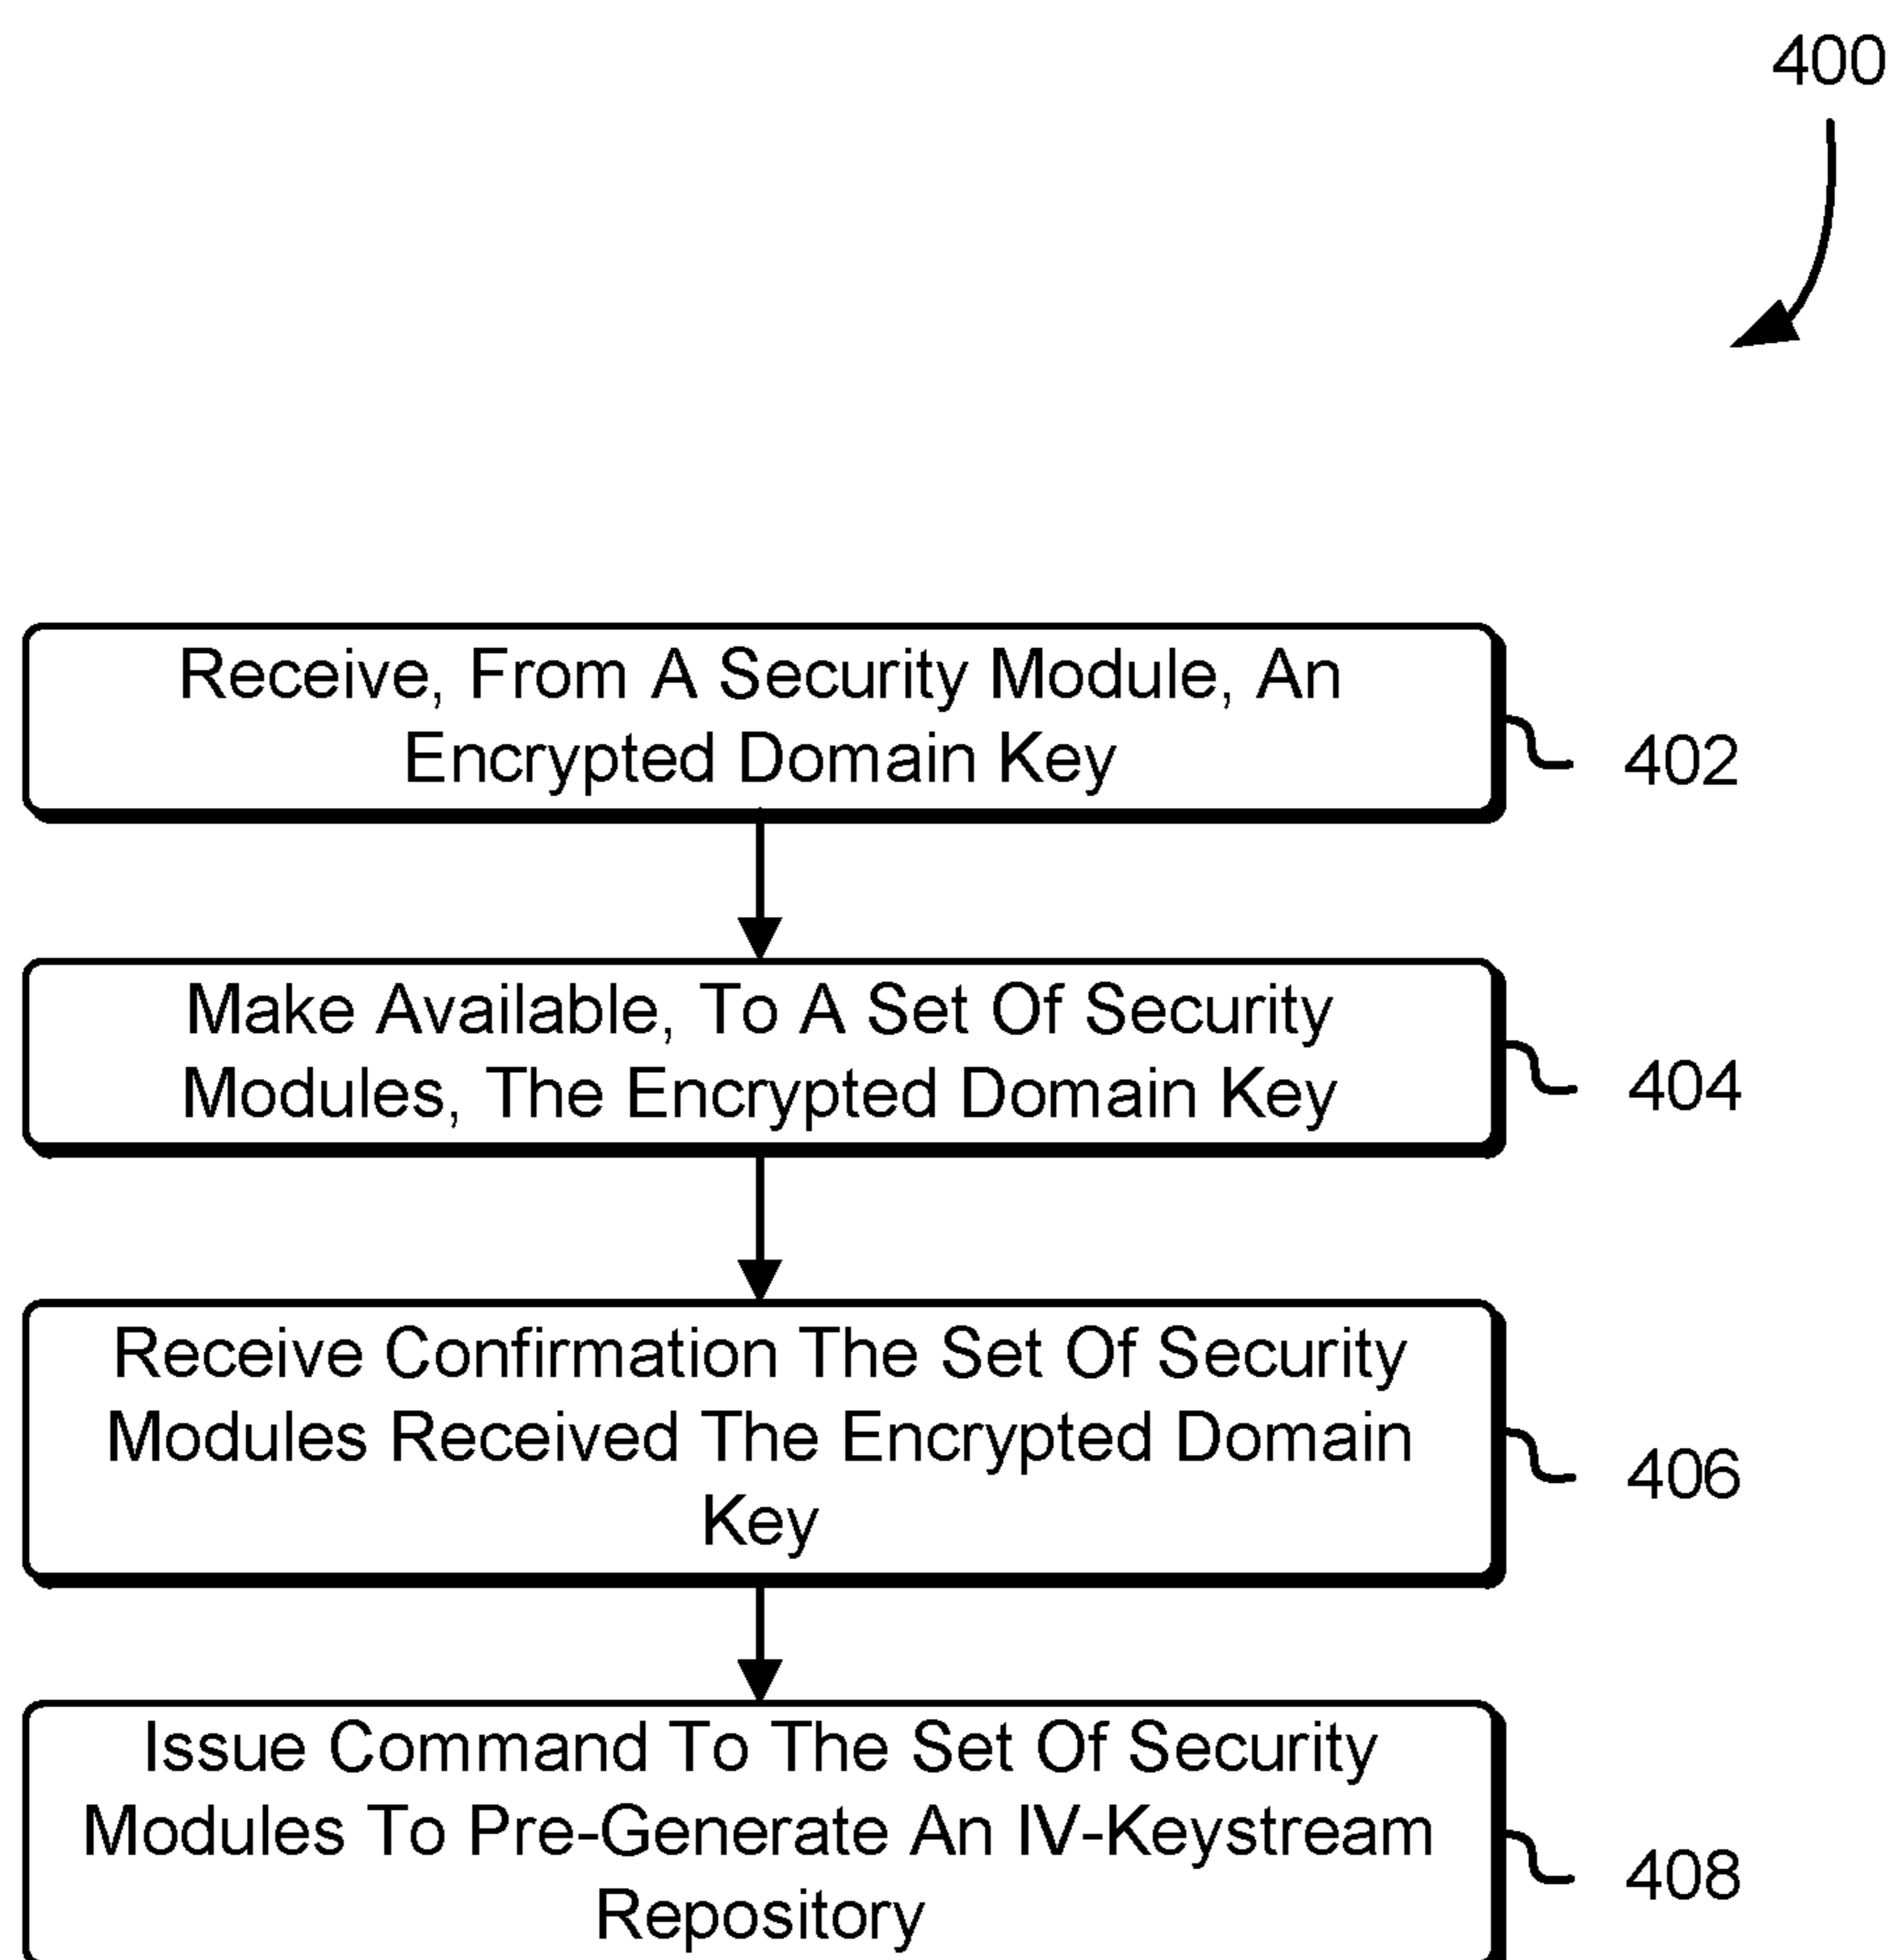 400
Receive, From A Security Module, An
Encrypted Domain Key
402
Make Available, To A Set Of Security
Modules, The Encrypted Domain Key
404
Receive Confirmation The Set Of Security
Modules Received The Encrypted Domain
Key
406
Issue Command To The Set Of Security
Modules To Pre-Generate An IV-Keystream
Repository
408